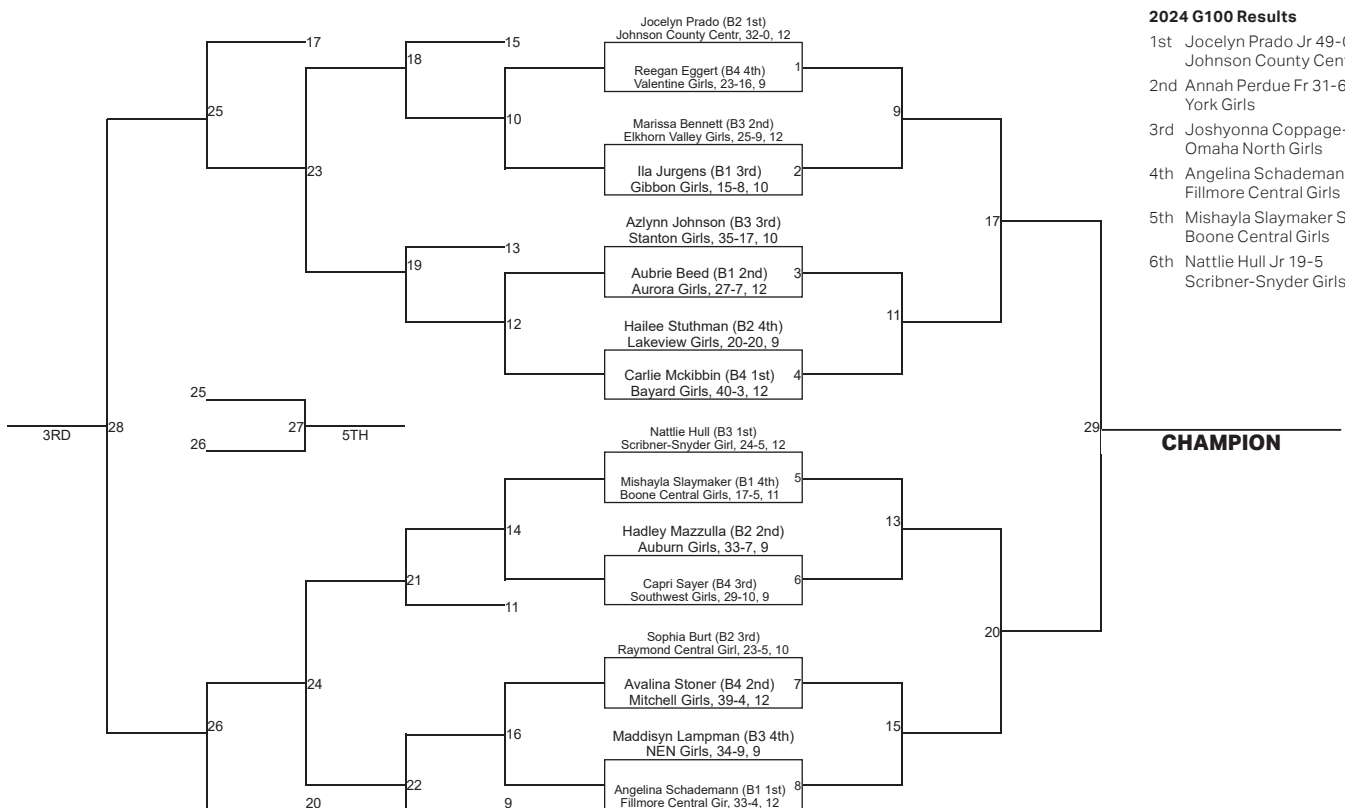 Jocelyn Prado (B2 1st)
Johnson County Centr, 32-0, 12
Reegan Eggert (B4 4th)
Valentine Girls, 23-16, 9
1
Marissa Bennett (B3 2nd)
Elkhorn Valley Girls, 25-9, 12
Ila Jurgens (B1 3rd)
Gibbon Girls, 15-8, 10
2
Azlynn Johnson (B3 3rd)
Stanton Girls, 35-17, 10
Aubrie Beed (B1 2nd)
Aurora Girls, 27-7, 12
3
Hailee Stuthman (B2 4th)
Lakeview Girls, 20-20, 9
Carlie Mckibbin (B4 1st)
Bayard Girls, 40-3, 12
4
Nattlie Hull (B3 1st)
Scribner-Snyder Girl, 24-5, 12
Mishayla Slaymaker (B1 4th)
Boone Central Girls, 17-5, 11
5
Hadley Mazzulla (B2 2nd)
Auburn Girls, 33-7, 9
Capri Sayer (B4 3rd)
Southwest Girls, 29-10, 9
6
Sophia Burt (B2 3rd)
Raymond Central Girl, 23-5, 10
Avalina Stoner (B4 2nd)
Mitchell Girls, 39-4, 12
7
Maddisyn Lampman (B3 4th)
NEN Girls, 34-9, 9
Angelina Schademann (B1 1st)
Fillmore Central Gir, 33-4, 12
8
17
15
18
25
10
23
13
19
12
25
28
3RD
27
5TH
26
14
21
11
24
26
16
22
20
9
9
17
11
29
CHAMPION
13
20
15
2024 G100 Results
1st Jocelyn Prado Jr 49-
Johnson County Cen
2nd Annah Perdue Fr 31-6
York Girls
3rd Joshyonna Coppage-
Omaha North Girls
4th Angelina Schademann
Fillmore Central Girls
5th Mishayla Slaymaker S
Boone Central Girls
6th Nattlie Hull Jr 19-5
Scribner-Snyder Girls